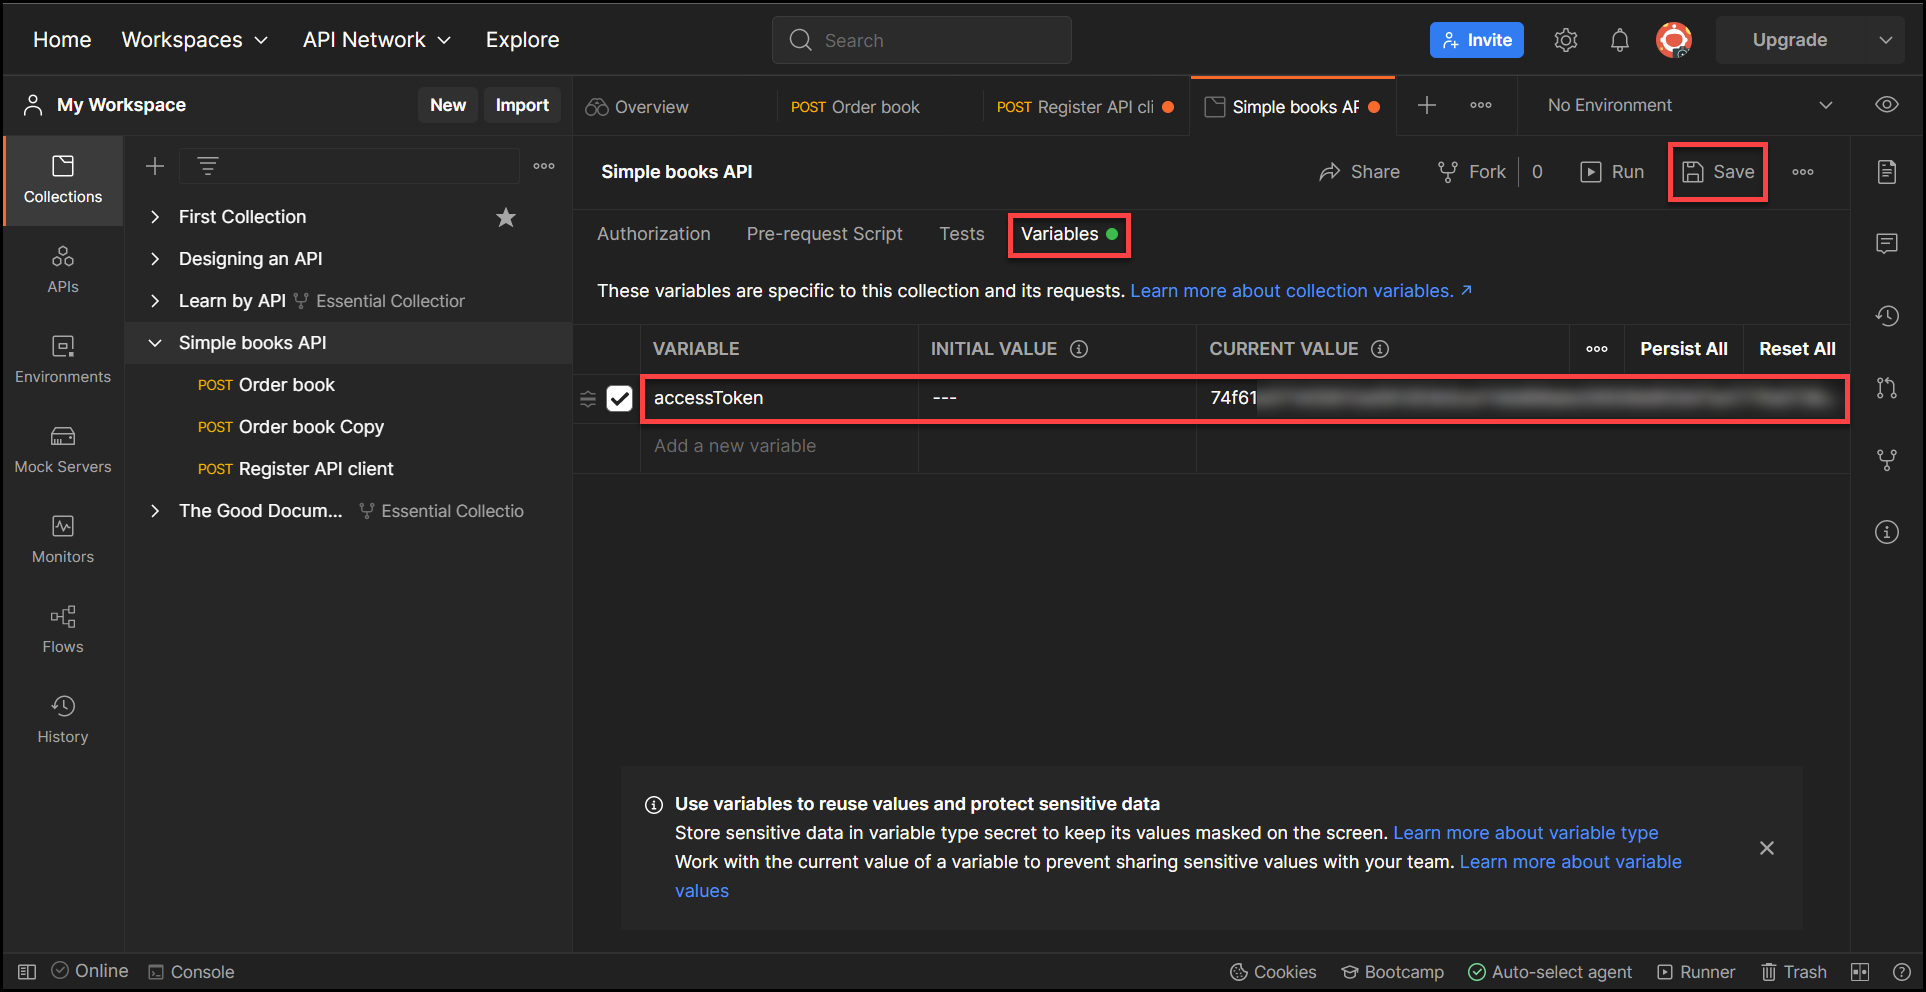 Home Workspaces API Network Explore Search Invite Upgrade
My Workspace New Import
Overview POST Order book POST Register API cli Simple books AP No Environment
Collections
APIs
Environments
Mock Servers
Monitors
Flows
History
First Collection
Designing an API
Learn by API Essential Collection
Simple books API
POST Order book
POST Order book Copy
POST Register API client
The Good Docum... Essential Collectio
Simple books API Share Fork 0 Run Save
Authorization Pre-request Script Tests Variables
These variables are specific to this collection and its requests. Learn more about collection variables. ↗
VARIABLE INITIAL VALUE CURRENT VALUE Persist All Reset All
accessToken --- 74f61
Add a new variable
Use variables to reuse values and protect sensitive data
Store sensitive data in variable type secret to keep its values masked on the screen. Learn more about variable type
Work with the current value of a variable to prevent sharing sensitive values with your team. Learn more about variable
values
Online Console Cookies Bootcamp Auto-select agent Runner Trash